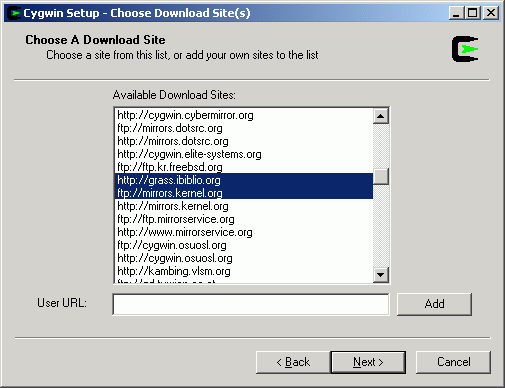 Cygwin Setup - Choose Download Site(s)
Choose A Download Site
Choose a site from this list, or add your own sites to the list
Available Download Sites:
http://cygwin.cybermirror.org
ftp://mirrors.dotsrc.org
http://mirrors.dotsrc.org
http://cygwin.elite-systems.org
ftp://ftp.kr.freebsd.org
http://grass.ibiblio.org
ftp://mirrors.kernel.org
http://mirrors.kernel.org
ftp://ftp.mirrorservice.org
http://www.mirrorservice.org
ftp://cygwin.osuosl.org
http://cygwin.osuosl.org
http://kambing.vlsm.org
User URL:
Add
< Back
Next >
Cancel